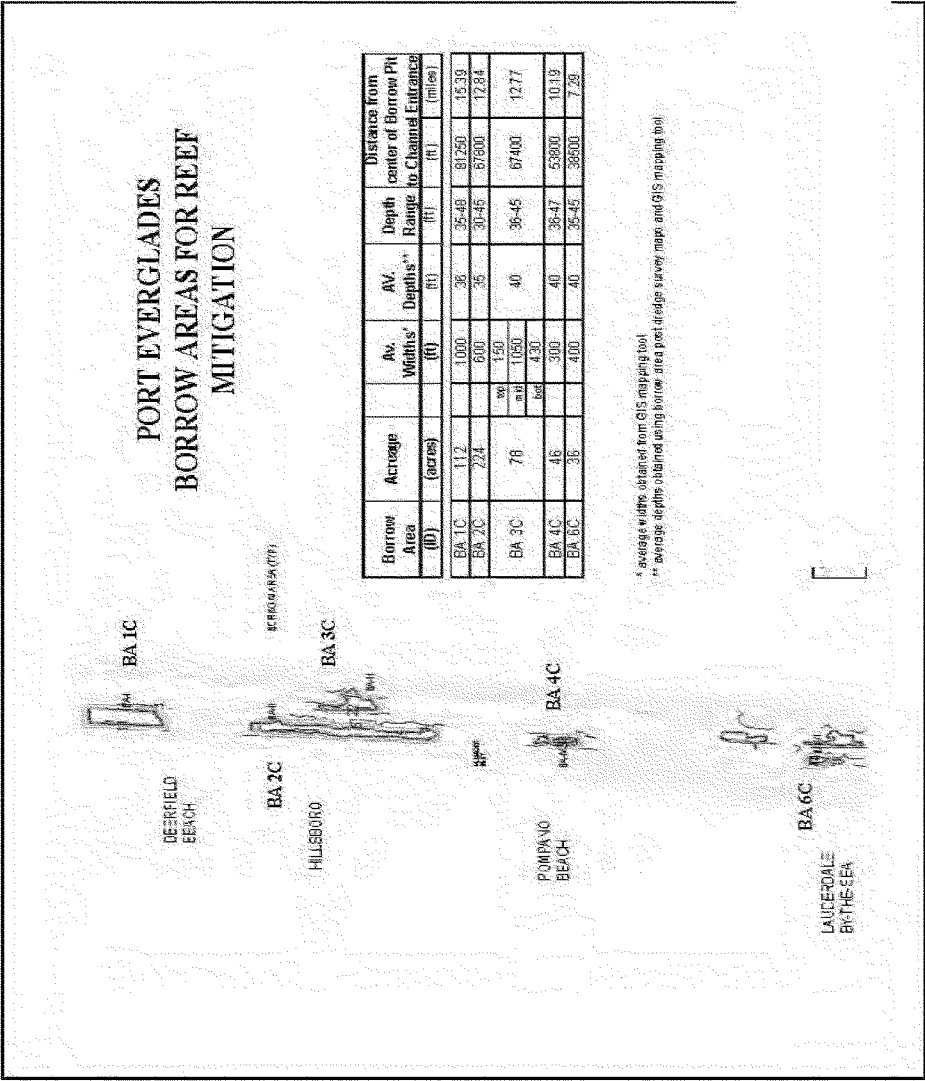 PORT EVERGLADES
BORROW AREAS FOR REEF
MITIGATION
Borrow Area (ID) Acreage (acres) Av. Widths* (ft) AV. Depths** (ft) Depth Range (ft) Distance from center of Borrow Pit to Channel Entrance (ft) (miles)
BA 1C 112 1000 36 35-48 81250 15.39
BA 2C 224 600 35 30-45 67800 12.84
BA 3C 78 top 150 mid 1050 bot 430 40 36-45 67400 12.77
BA 4C 46 300 40 36-47 53800 10.19
BA 6C 36 400 40 35-45 38500 7.29
* average widths obtained from GIS mapping tool
** average depths obtained using borrow area post dredge survey maps and GIS mapping tool
BA 1C
BORROW AREA (TYP.)
BA 3C
BA 4C
BA 2C
BA 6C
DEERFIELD
BEACH
HILLSBORO
POMPANO
BEACH
LAUDERDALE
BY-THE-SEA